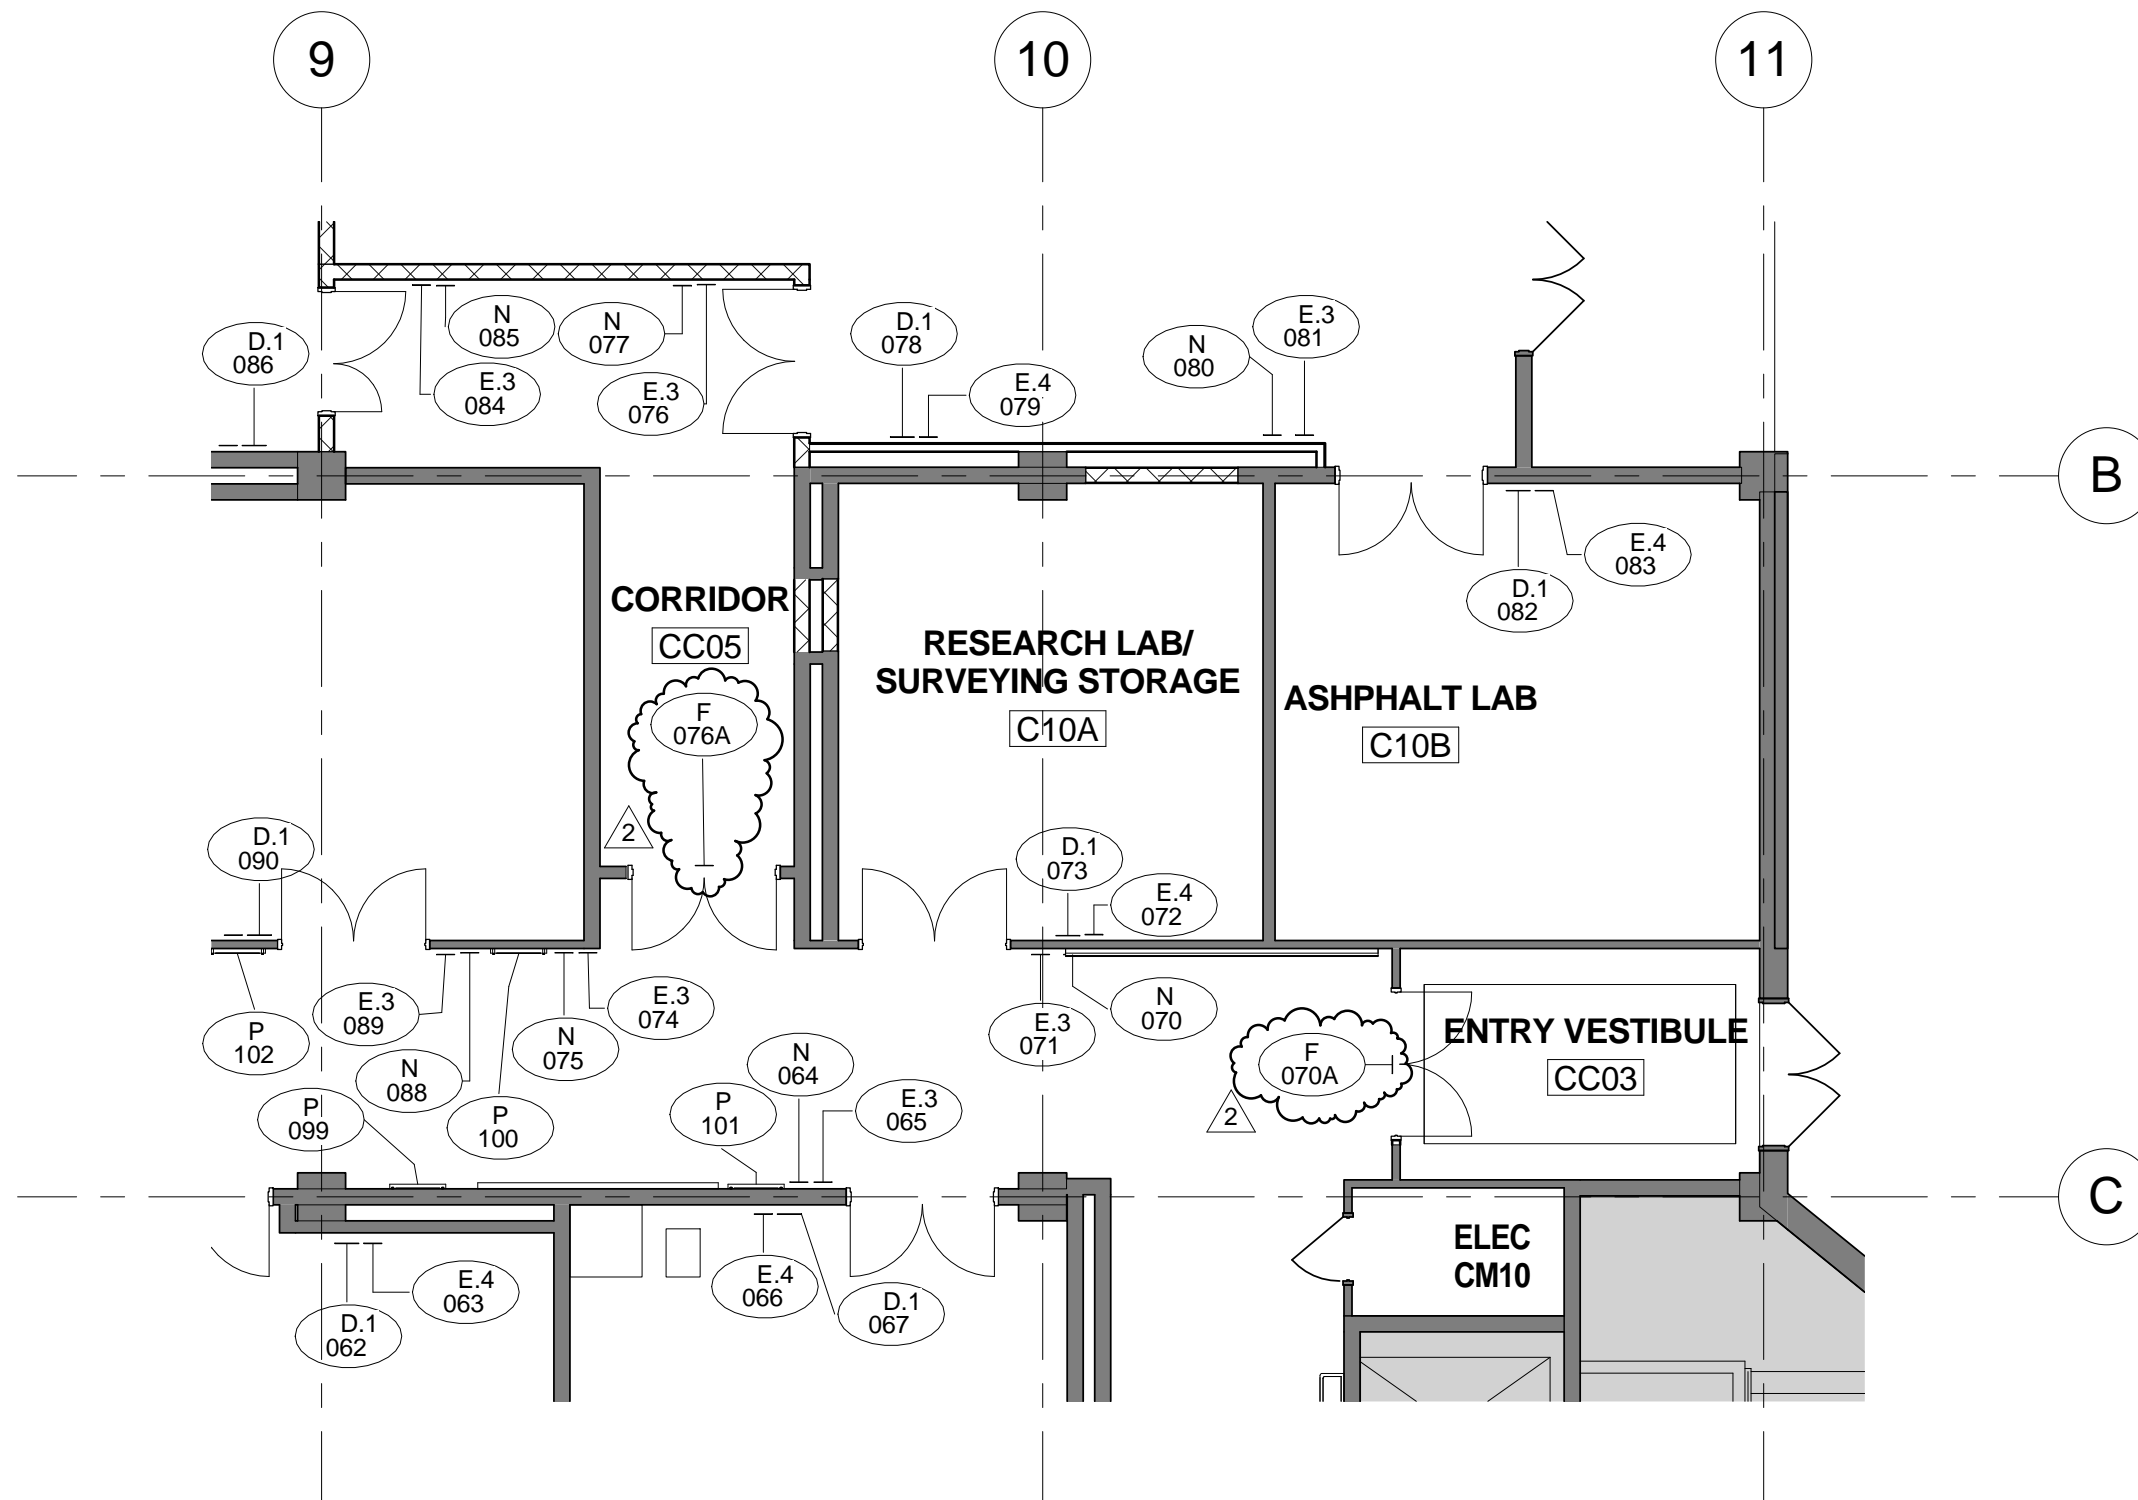 9
10
11
N
085
N
077
D.1
086
E.3
084
E.3
076
D.1
078
E.4
079
N
080
E.3
081
B
E.4
083
D.1
082
CORRIDOR
CC05
RESEARCH LAB/
SURVEYING STORAGE
C10A
ASHPHALT LAB
C10B
F
076A
2
D.1
090
D.1
073
E.4
072
E.3
089
P
102
N
088
P
100
N
075
E.3
074
E.3
071
N
070
F
070A
2
ENTRY VESTIBULE
CC03
P
099
P
101
N
064
E.3
065
C
ELEC
CM10
E.4
063
D.1
062
E.4
066
D.1
067